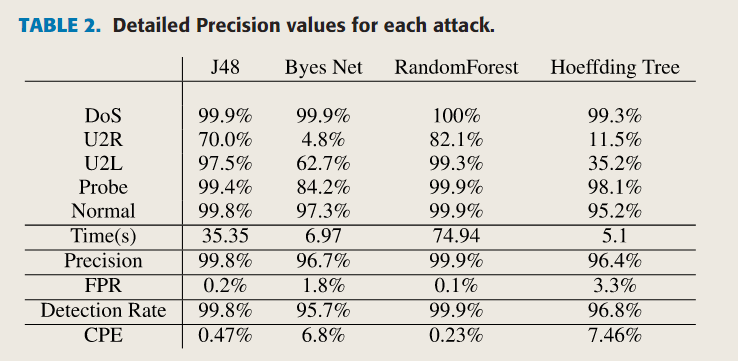 TABLE 2. Detailed Precision values for each attack.
J48 Byes Net RandomForest Hoeffding Tree
DoS 99.9% 99.9% 100% 99.3%
U2R 70.0% 4.8% 82.1% 11.5%
U2L 97.5% 62.7% 99.3% 35.2%
Probe 99.4% 84.2% 99.9% 98.1%
Normal 99.8% 97.3% 99.9% 95.2%
Time(s) 35.35 6.97 74.94 5.1
Precision 99.8% 96.7% 99.9% 96.4%
FPR 0.2% 1.8% 0.1% 3.3%
Detection Rate 99.8% 95.7% 99.9% 96.8%
CPE 0.47% 6.8% 0.23% 7.46%